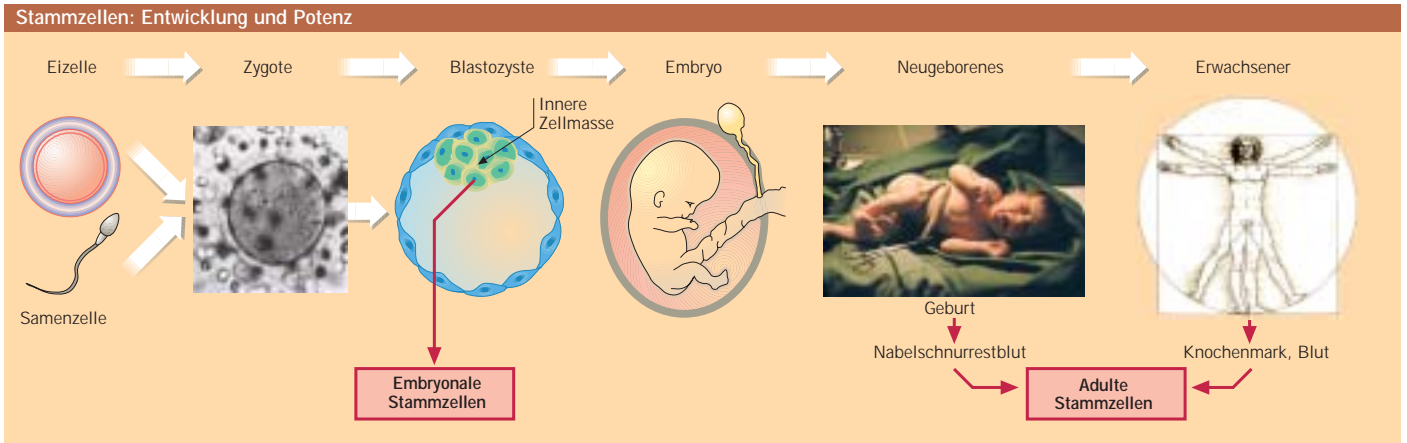 Stammzellen: Entwicklung und Potenz
Eizelle
Zygote
Blastozyste
Embryo
Neugeborenes
Erwachsener
Innere
Zellmasse
Samenzelle
Geburt
Nabelschnurrestblut
Knochenmark, Blut
Embryonale
Stammzellen
Adulte
Stammzellen